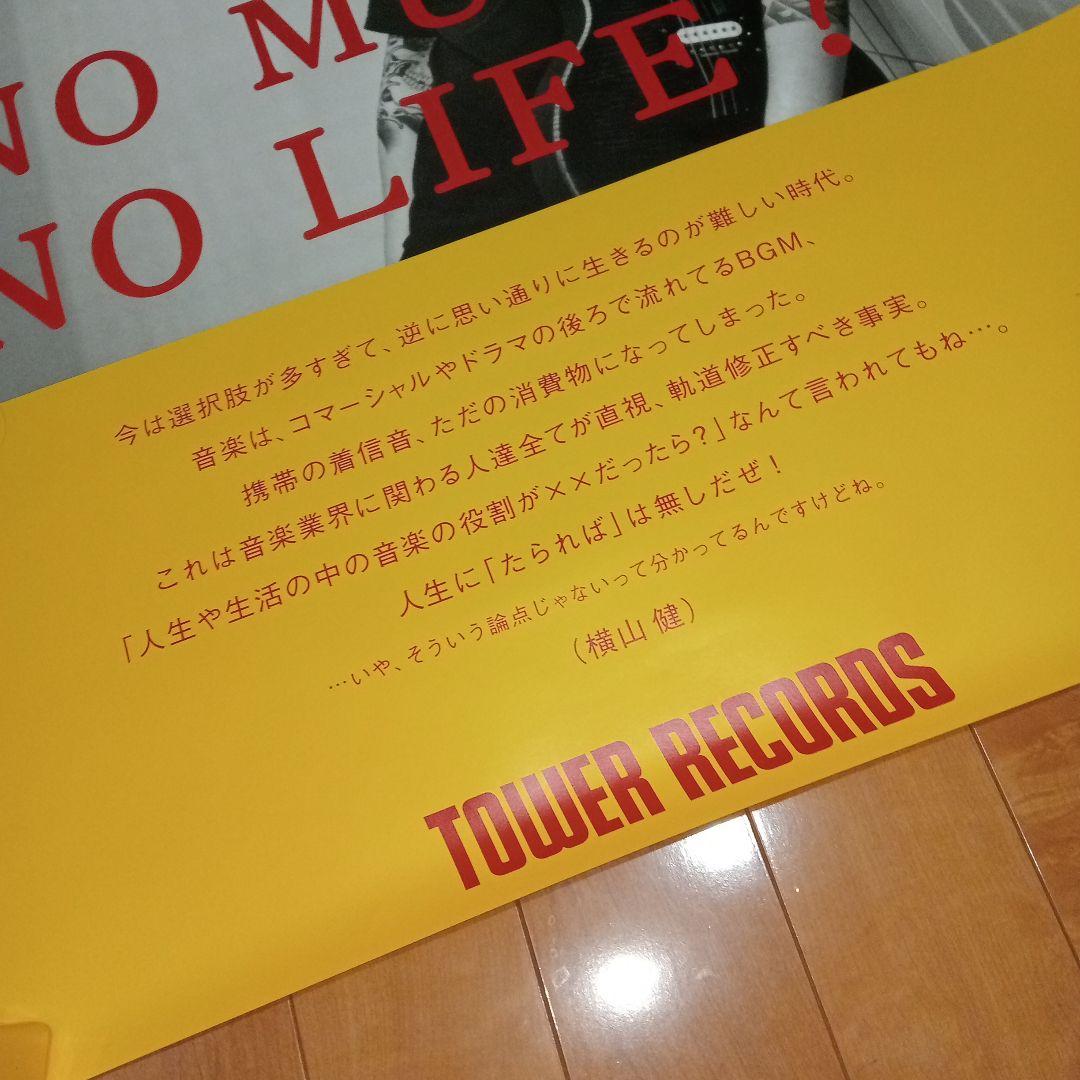 NO MU
NO LIFE!
今は選択肢が多すぎて、逆に思い通りに生きるのが難しい時代。
音楽は、コマーシャルやドラマの後ろで流れてるBGM、
携帯の着信音、ただの消費物になってしまった。
これは音楽業界に関わる人達全てが直視、軌道修正すべき事実。
「人生や生活の中の音楽の役割が××だったら?」なんて言われてもね…。
人生に「たられば」は無しだぜ!
…いや、そういう論点じゃないって分かってるんですけどね。
(横山 健)
TOWER RECORDS